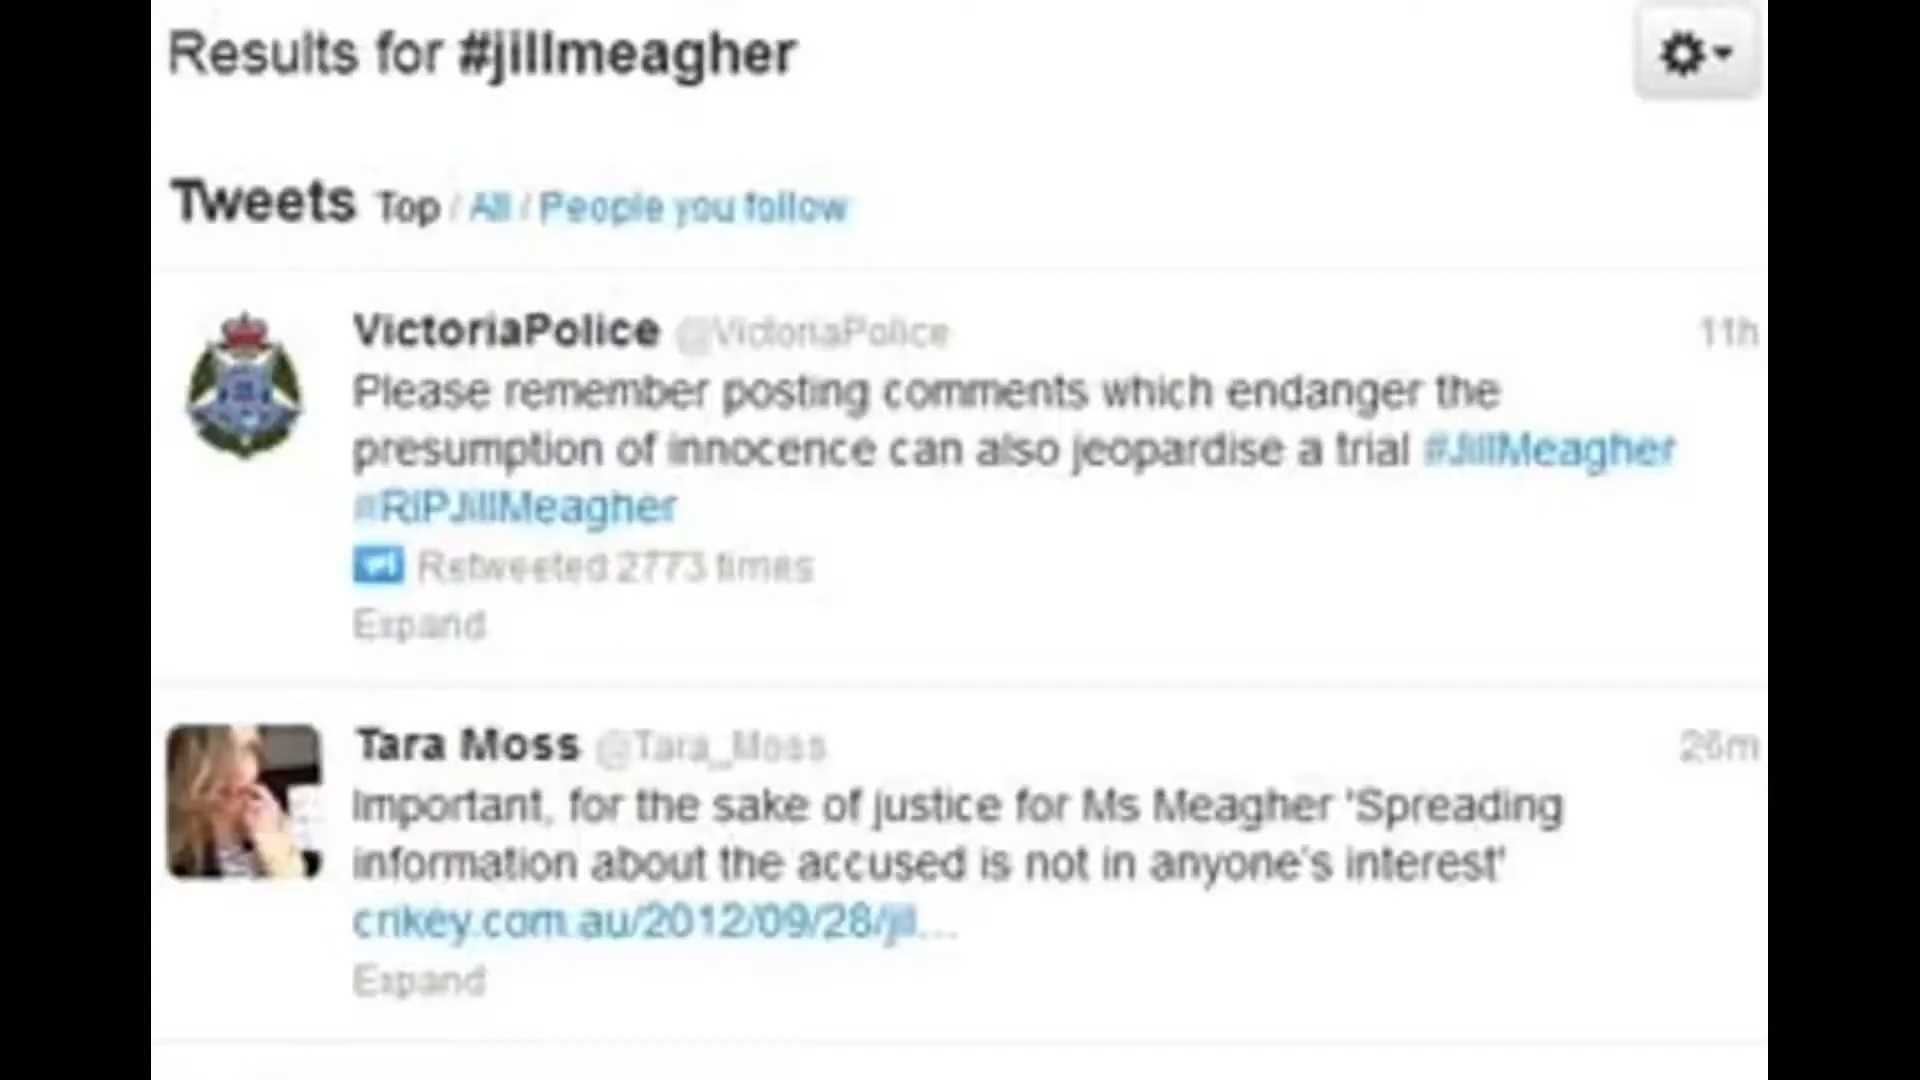 Results for #jillmeagher
Tweets Top / All / People you follow
VictoriaPolice @VictoriaPolice 11h
Please remember posting comments which endanger the
presumption of innocence can also jeopardise a trial #JillMeagher
#RIPJillMeagher
Retweeted 2773 times
Expand
Tara Moss @Tara_Moss 26m
Important, for the sake of justice for Ms Meagher 'Spreading
information about the accused is not in anyone's interest'
crikey.com.au/2012/09/28/jil...
Expand